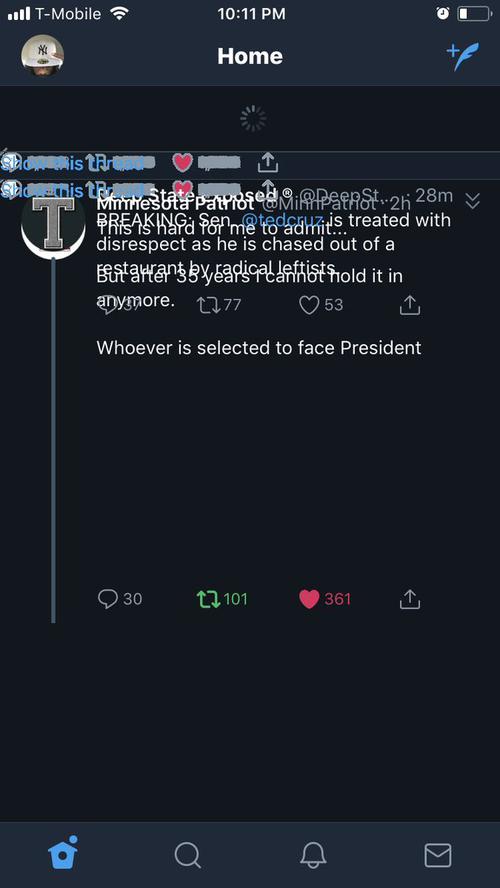 T-Mobile 10:11 PM
Home
Show this thread
Show this thread
Deep State Exposed ® @DeepSt... · 28m
Minnesota Patriot @MinnPatriot · 2h
BREAKING: Sen. @tedcruz is treated with
This is hard for me to admit...
disrespect as he is chased out of a
restaurant by radical leftists.
But after 35 years I cannot hold it in
anymore.
37 77 53
Whoever is selected to face President
30 101 361